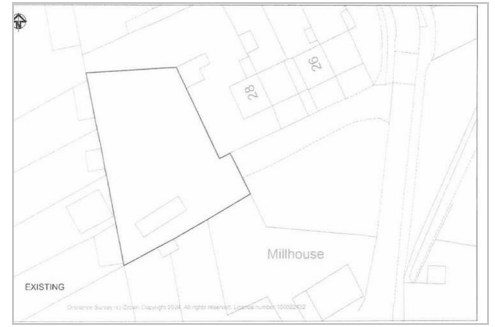 N
26
28
Millhouse
EXISTING
Ordnance Survey (c) Crown Copyright 2024. All rights reserved. Licence number 100022432